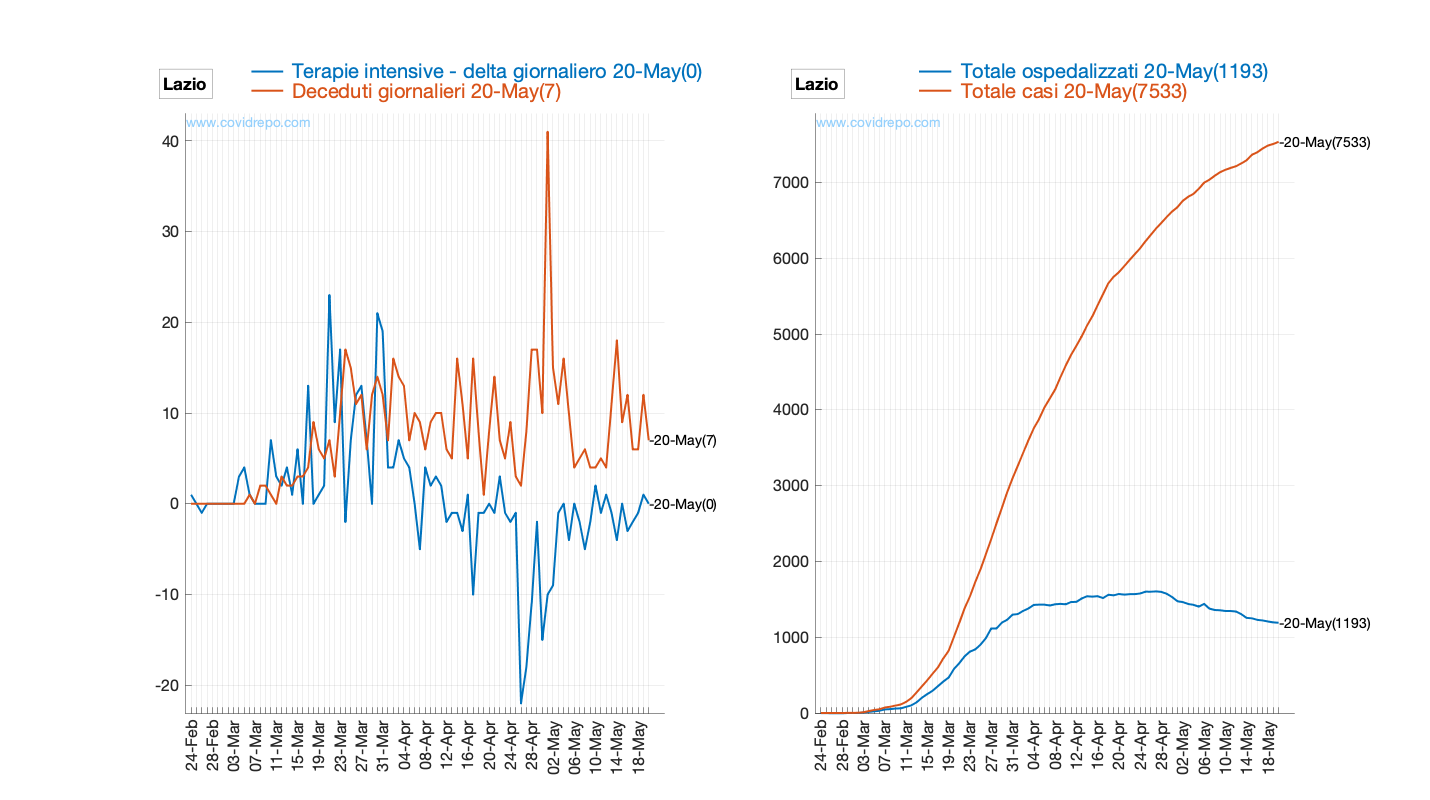 Lazio
Terapie intensive - delta giornaliero 20-May(0)
Deceduti giornalieri 20-May(7)
www.covidrepo.com
40
30
20
10
0
-10
-20
-20-May(7)
-20-May(0)
24-Feb
28-Feb
03-Mar
07-Mar
11-Mar
15-Mar
19-Mar
23-Mar
27-Mar
31-Mar
04-Apr
08-Apr
12-Apr
16-Apr
20-Apr
24-Apr
28-Apr
02-May
06-May
10-May
14-May
18-May
Lazio
Totale ospedalizzati 20-May(1193)
Totale casi 20-May(7533)
www.covidrepo.com
7000
6000
5000
4000
3000
2000
1000
0
-20-May(7533)
-20-May(1193)
24-Feb
28-Feb
03-Mar
07-Mar
11-Mar
15-Mar
19-Mar
23-Mar
27-Mar
31-Mar
04-Apr
08-Apr
12-Apr
16-Apr
20-Apr
24-Apr
28-Apr
02-May
06-May
10-May
14-May
18-May